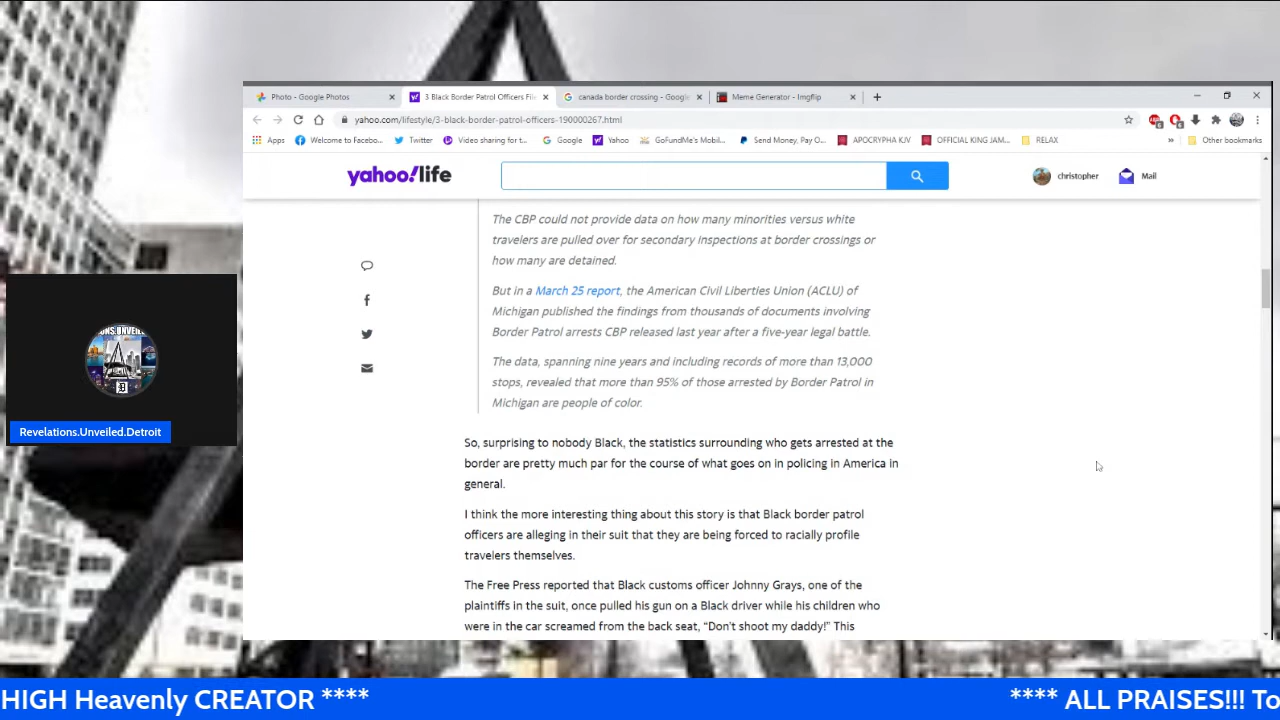 Photo - Google Photos
3 Black Border Patrol Officers File
canada border crossing - Google
Meme Generator - Imgflip
yahoo.com/lifestyle/3-black-border-patrol-officers-190000267.html
Apps
Welcome to Facebo...
Twitter
Video sharing for t...
Google
Yahoo
GoFundMe's Mobil...
Send Money, Pay O...
APOCRYPHA KJV
OFFICIAL KING JAM...
RELAX
Other bookmarks
yahoo!life
christopher
Mail
The CBP could not provide data on how many minorities versus white
travelers are pulled over for secondary inspections at border crossings or
how many are detained.
But in a March 25 report, the American Civil Liberties Union (ACLU) of
Michigan published the findings from thousands of documents involving
Border Patrol arrests CBP released last year after a five-year legal battle.
The data, spanning nine years and including records of more than 13,000
stops, revealed that more than 95% of those arrested by Border Patrol in
Michigan are people of color.
So, surprising to nobody Black, the statistics surrounding who gets arrested at the
border are pretty much par for the course of what goes on in policing in America in
general.
I think the more interesting thing about this story is that Black border patrol
officers are alleging in their suit that they are being forced to racially profile
travelers themselves.
The Free Press reported that Black customs officer Johnny Grays, one of the
plaintiffs in the suit, once pulled his gun on a Black driver while his children who
were in the car screamed from the back seat, “Don’t shoot my daddy!” This
Revelations.Unveiled.Detroit
HIGH Heavenly CREATOR ****
**** ALL PRAISES!!! To